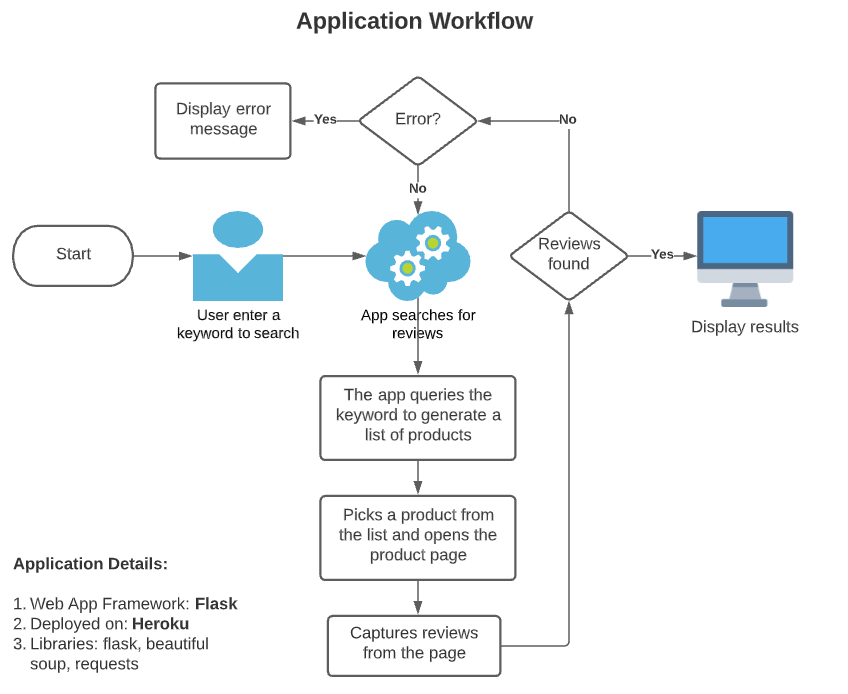 Application Workflow
Display error
message
Yes
Error?
No
No
Start
User enter a
keyword to search
App searches for
reviews
Reviews
found
Yes
Display results
The app queries the
keyword to generate a
list of products
Picks a product from
the list and opens the
product page
Captures reviews
from the page
Application Details:
1. Web App Framework: Flask
2. Deployed on: Heroku
3. Libraries: flask, beautiful
soup, requests